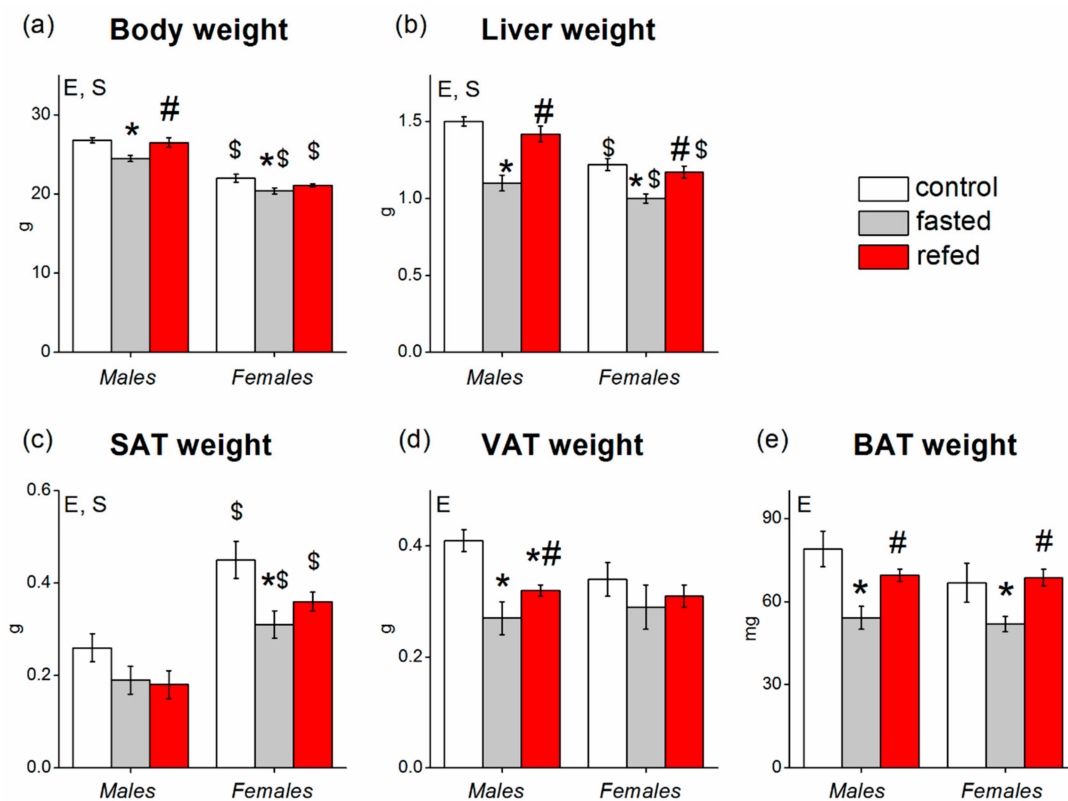 (a) Body weight
E, S
30
20
10
0
g
*
#
$
*$
$
Males Females
(b) Liver weight
E, S
1.5
1.0
1.5
0.0
g
*
#
$
*$
#$
Males Females
control
fasted
refed
(c) SAT weight
E, S
0.6
0.4
0.2
0.0
g
$
*$
$
Males Females
(d) VAT weight
E
0.4
0.2
0.0
g
*
*#
Males Females
(e) BAT weight
E
90
60
30
0
mg
*
#
*
#
Males Females